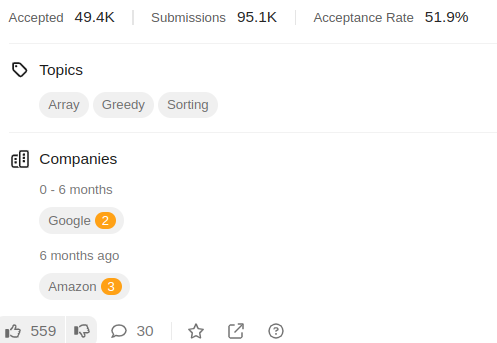 Accepted 49.4K Submissions 95.1K Acceptance Rate 51.9%
Topics
Array Greedy Sorting
Companies
0 - 6 months
Google 2
6 months ago
Amazon 3
559 30